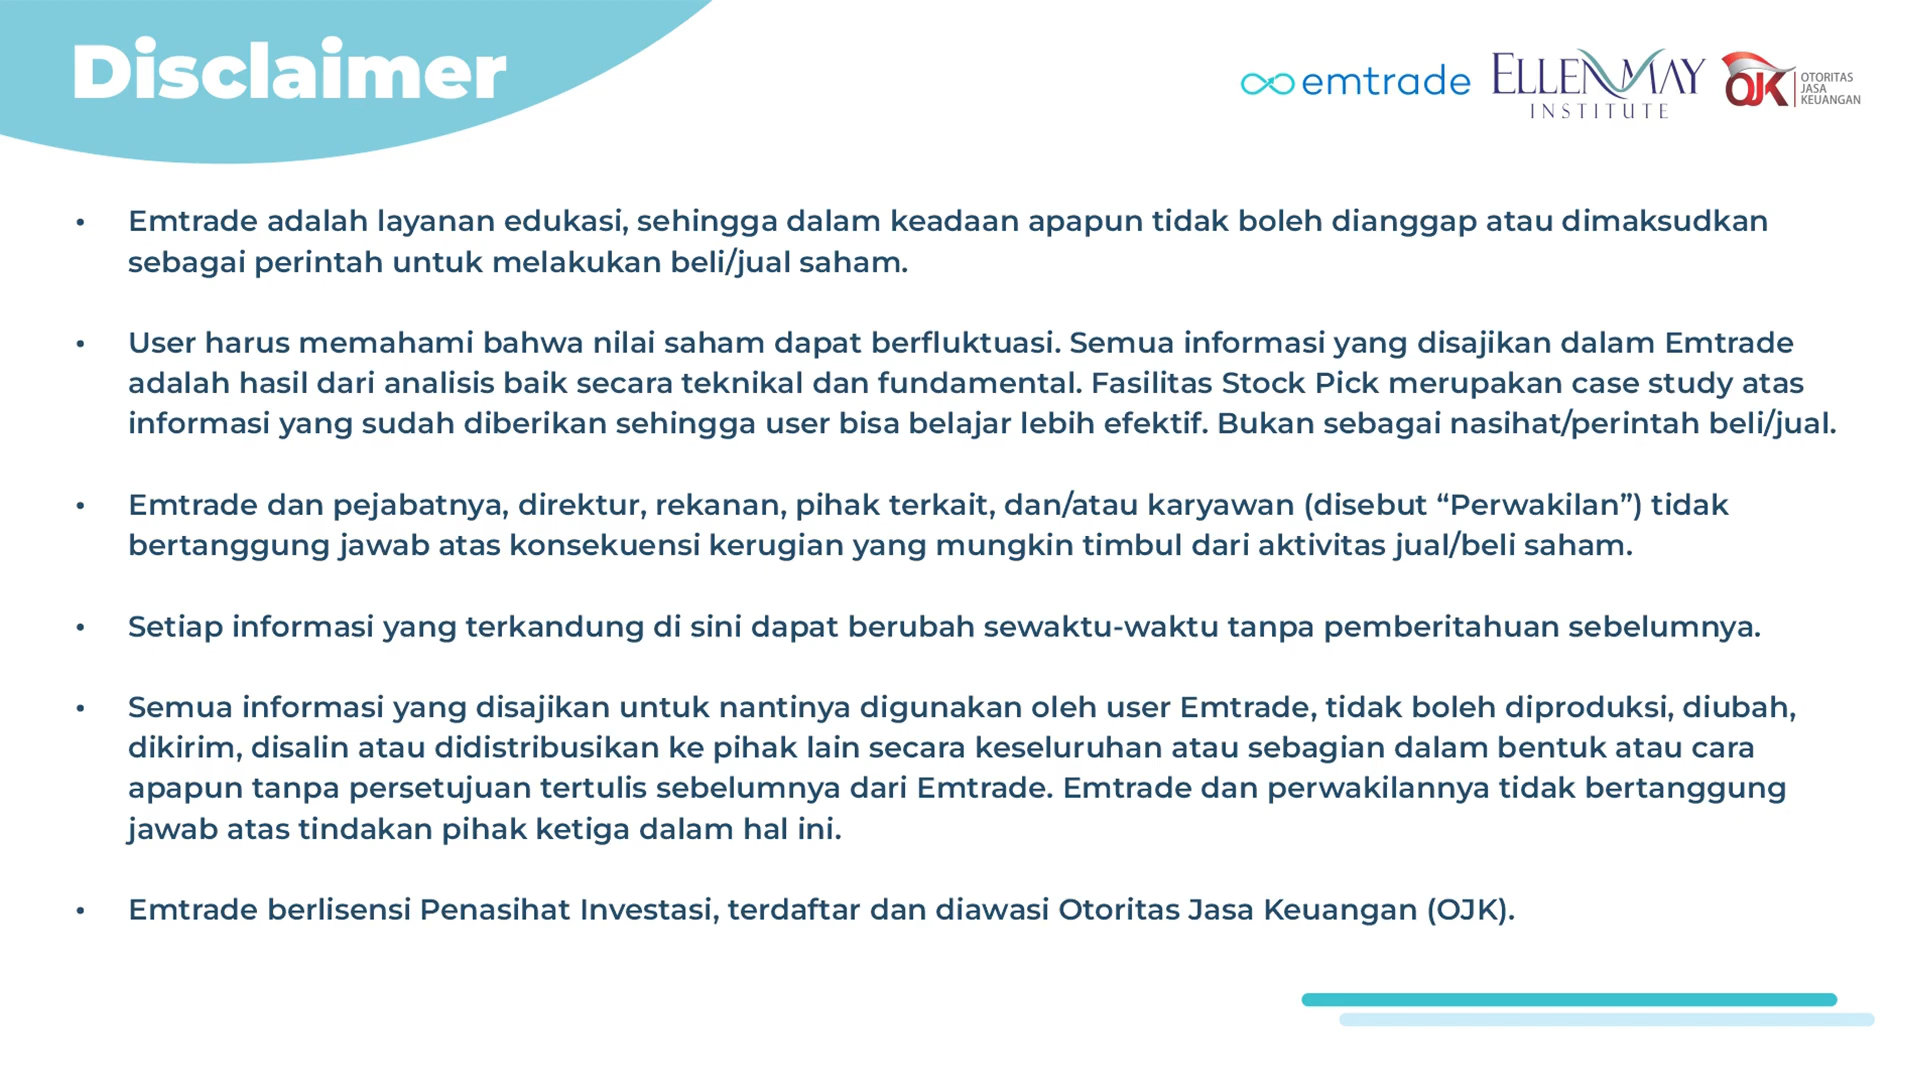 Disclaimer
emtrade
ELLEN MAY
INSTITUTE
OJK
OTORITAS
JASA
KEUANGAN
• Emtrade adalah layanan edukasi, sehingga dalam keadaan apapun tidak boleh dianggap atau dimaksudkan
sebagai perintah untuk melakukan beli/jual saham.
• User harus memahami bahwa nilai saham dapat berfluktuasi. Semua informasi yang disajikan dalam Emtrade
adalah hasil dari analisis baik secara teknikal dan fundamental. Fasilitas Stock Pick merupakan case study atas
informasi yang sudah diberikan sehingga user bisa belajar lebih efektif. Bukan sebagai nasihat/perintah beli/jual.
• Emtrade dan pejabatnya, direktur, rekanan, pihak terkait, dan/atau karyawan (disebut “Perwakilan”) tidak
bertanggung jawab atas konsekuensi kerugian yang mungkin timbul dari aktivitas jual/beli saham.
• Setiap informasi yang terkandung di sini dapat berubah sewaktu-waktu tanpa pemberitahuan sebelumnya.
• Semua informasi yang disajikan untuk nantinya digunakan oleh user Emtrade, tidak boleh diproduksi, diubah,
dikirim, disalin atau didistribusikan ke pihak lain secara keseluruhan atau sebagian dalam bentuk atau cara
apapun tanpa persetujuan tertulis sebelumnya dari Emtrade. Emtrade dan perwakilannya tidak bertanggung
jawab atas tindakan pihak ketiga dalam hal ini.
• Emtrade berlisensi Penasihat Investasi, terdaftar dan diawasi Otoritas Jasa Keuangan (OJK).